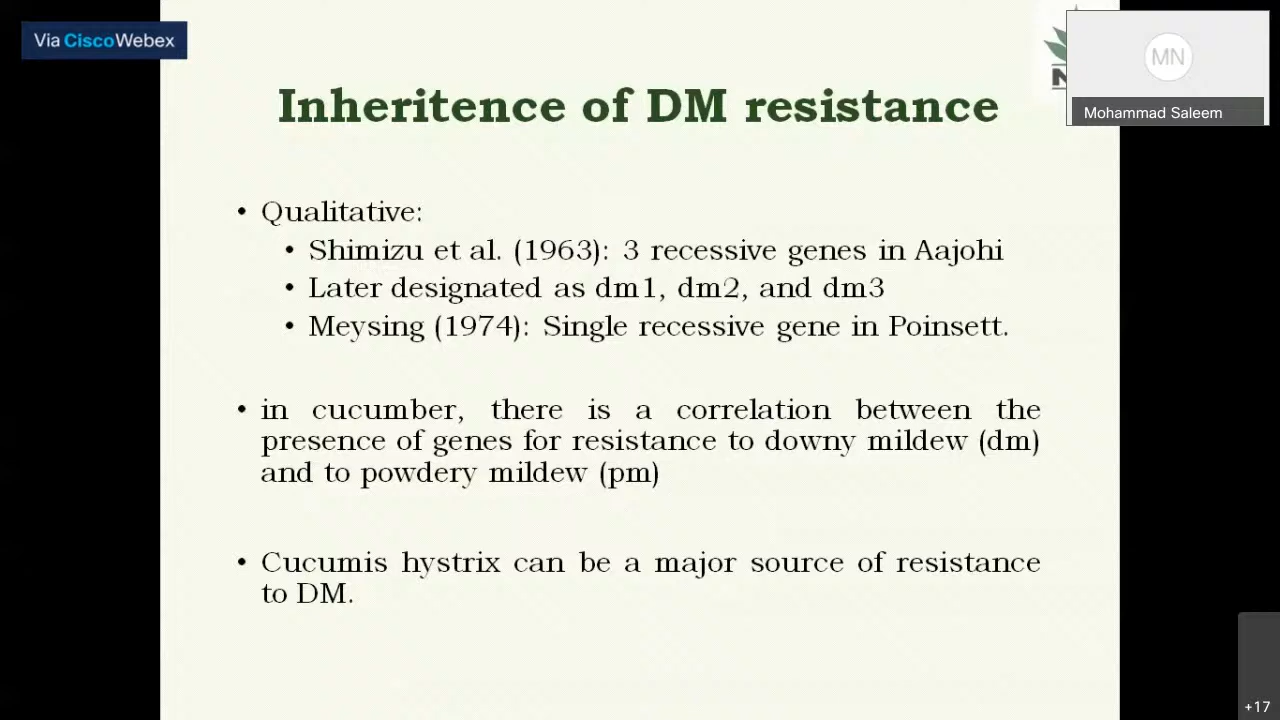 Via CiscoWebex
MN
Mohammad Saleem
Inheritence of DM resistance
• Qualitative:
• Shimizu et al. (1963): 3 recessive genes in Aajohi
• Later designated as dm1, dm2, and dm3
• Meysing (1974): Single recessive gene in Poinsett.
• in cucumber, there is a correlation between the
presence of genes for resistance to downy mildew (dm)
and to powdery mildew (pm)
• Cucumis hystrix can be a major source of resistance
to DM.
+17